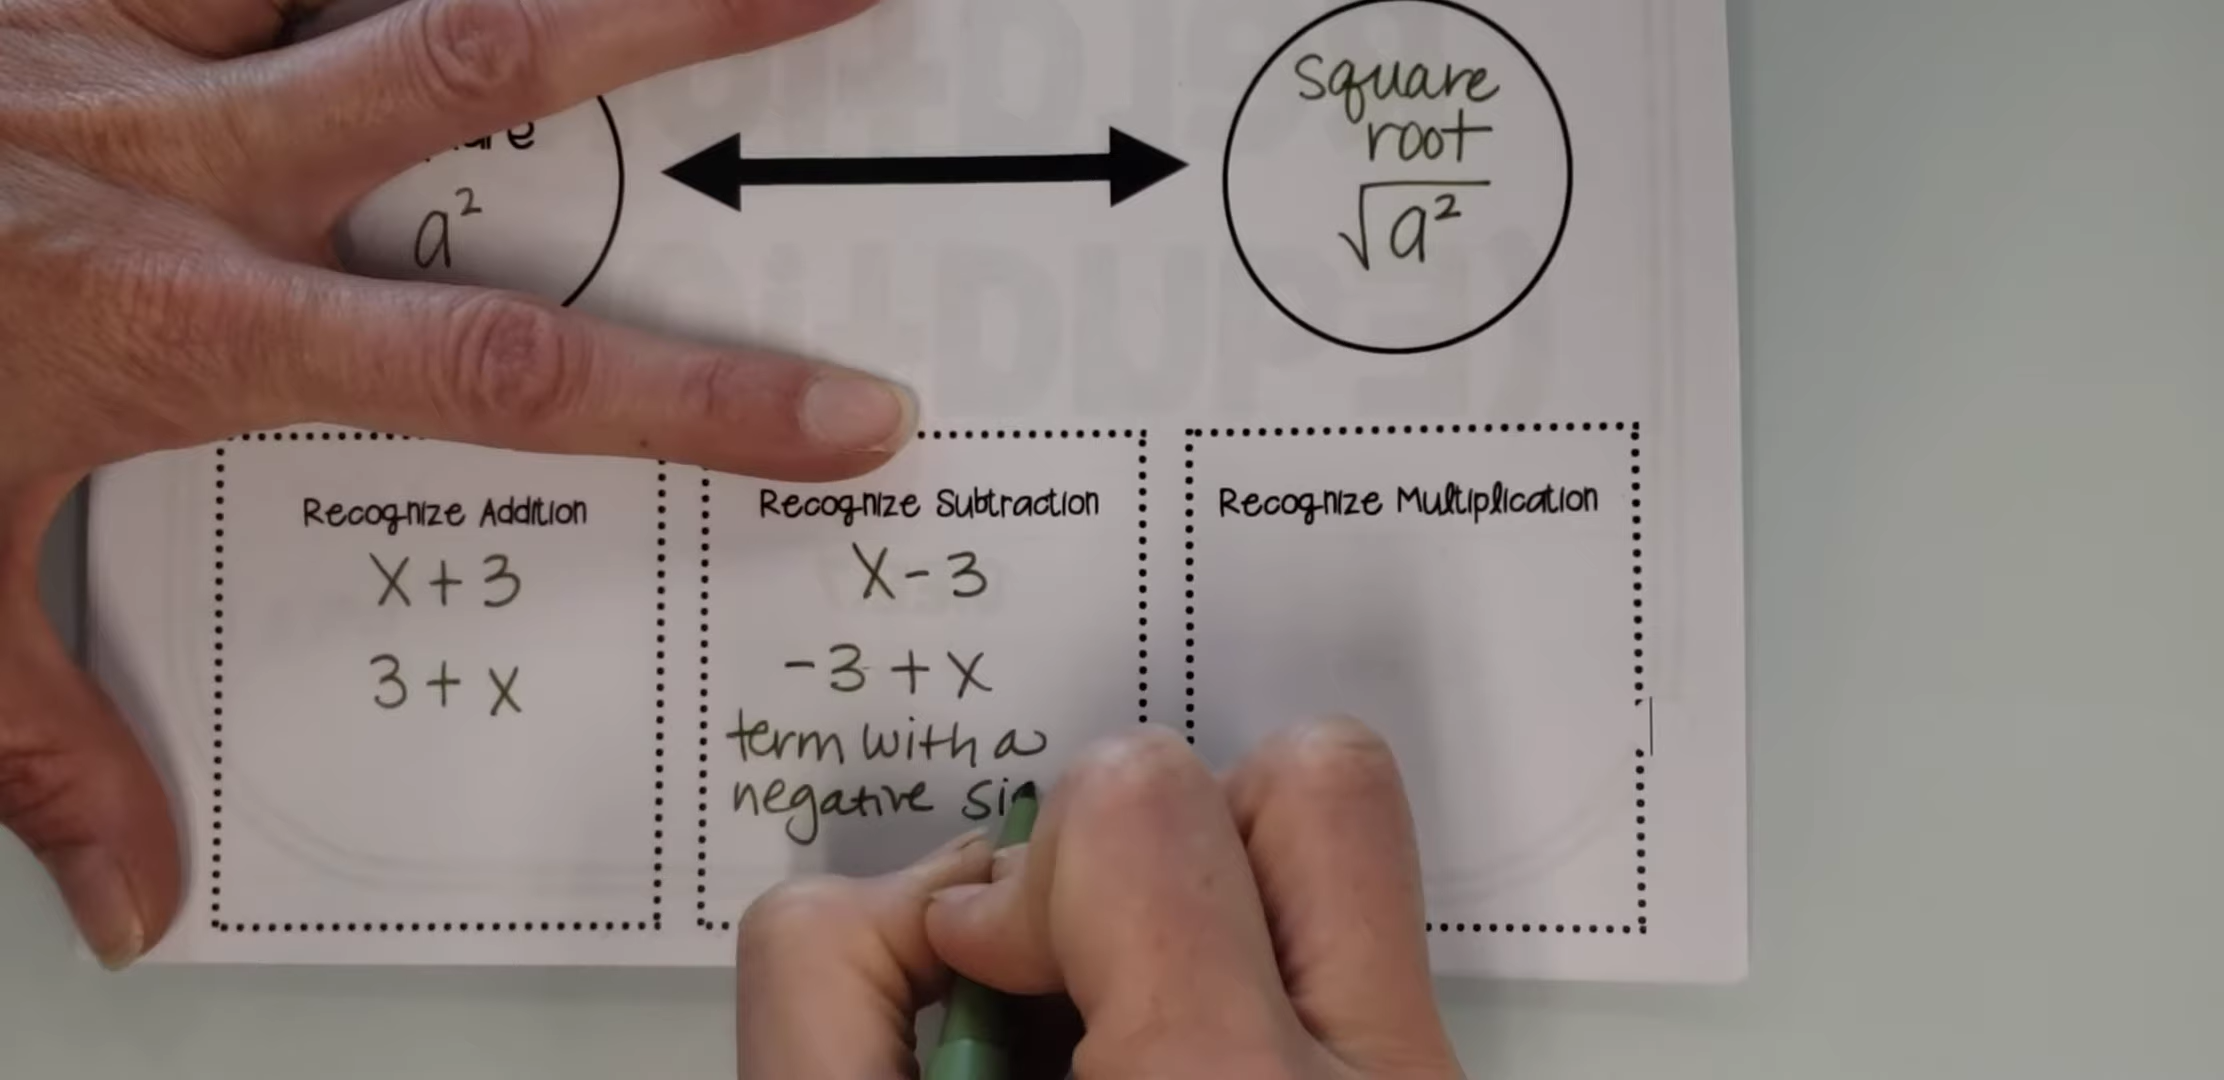 a²
square
root
√a²
Recognize Addition
x + 3
3 + x
Recognize Subtraction
x - 3
-3 + x
term with a
negative
Recognize Multiplication